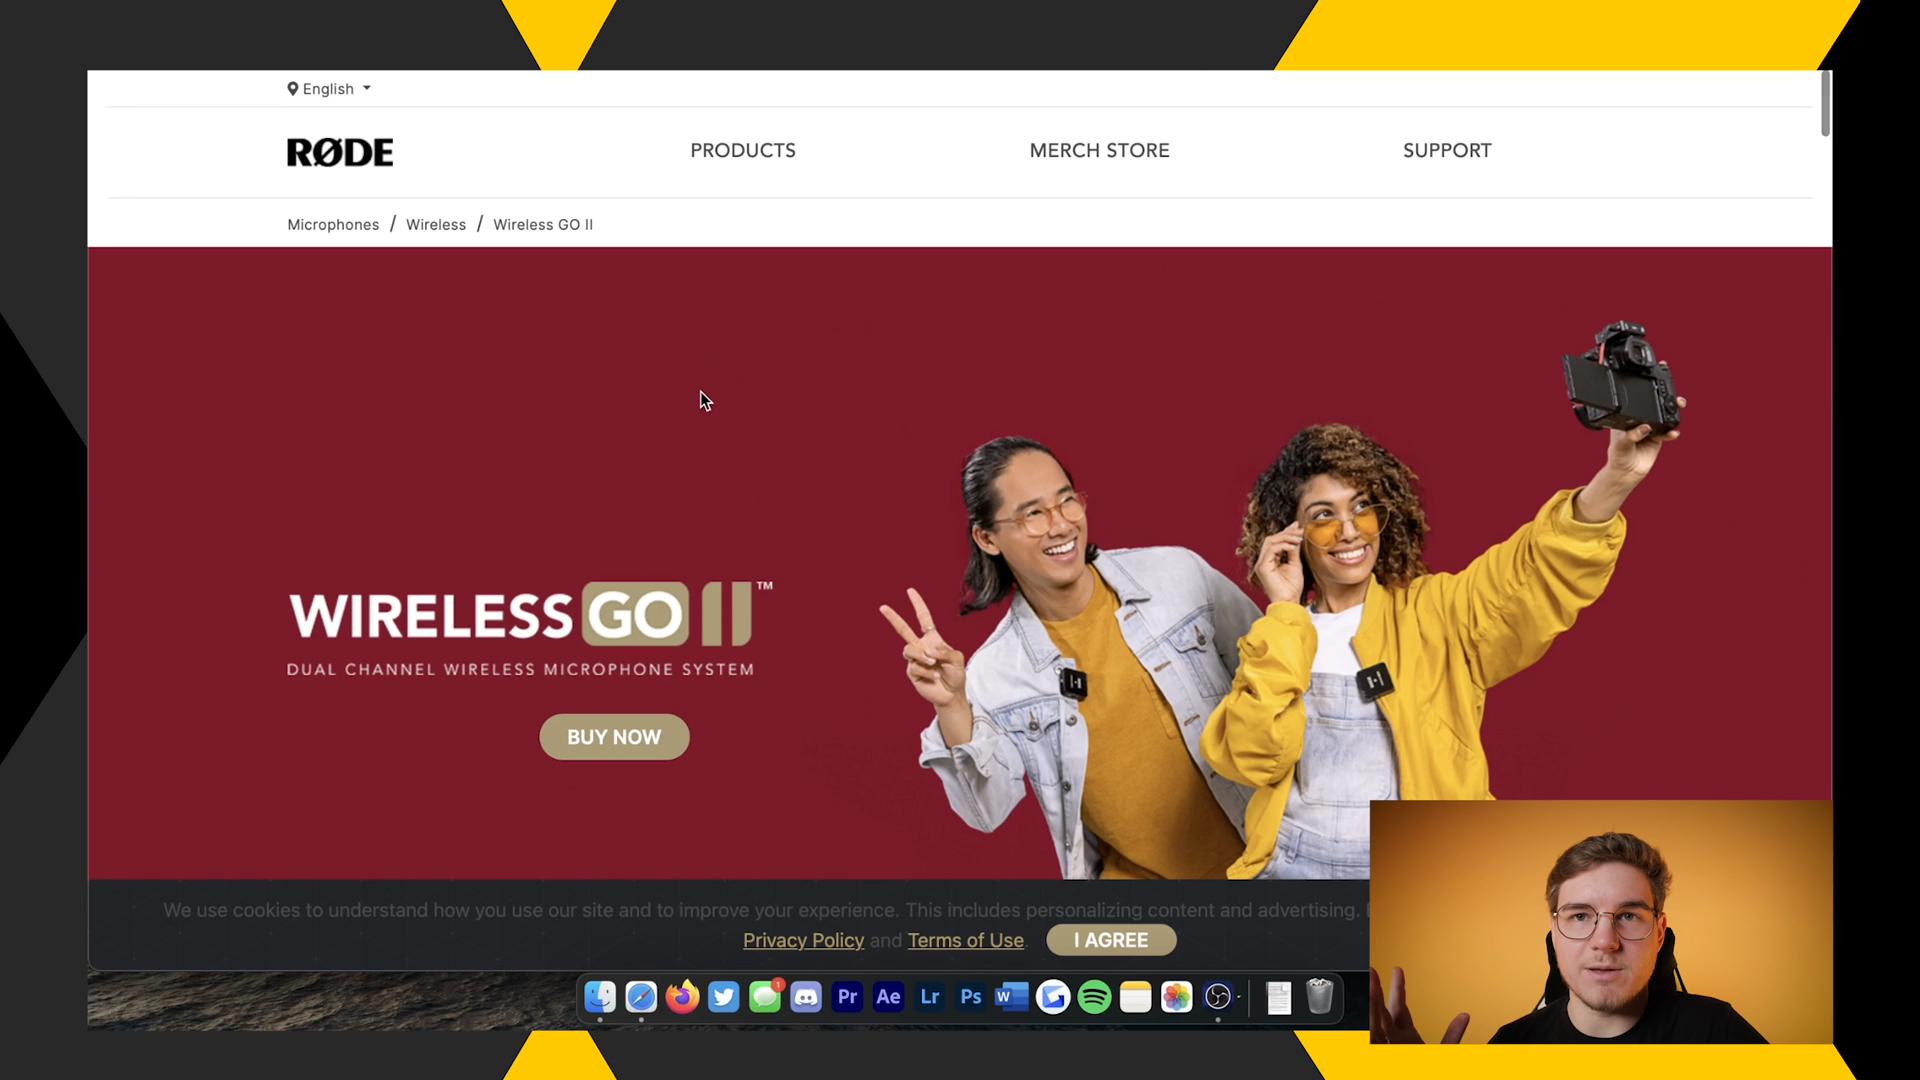 English
RØDE
PRODUCTS
MERCH STORE
SUPPORT
Microphones / Wireless / Wireless GO II
WIRELESS GO II™
DUAL CHANNEL WIRELESS MICROPHONE SYSTEM
BUY NOW
We use cookies to understand how you use our site and to improve your experience. This includes personalizing content and advertising.
Privacy Policy and Terms of Use.
I AGREE
1
Pr
Ae
Lr
Ps
W